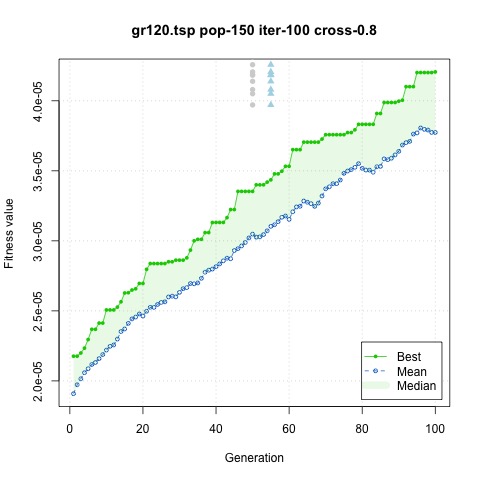 gr120.tsp pop-150 iter-100 cross-0.8
Fitness value
4.0e-05
3.5e-05
3.0e-05
2.5e-05
2.0e-05
Best
Mean
Median
0 20 40 60 80 100
Generation